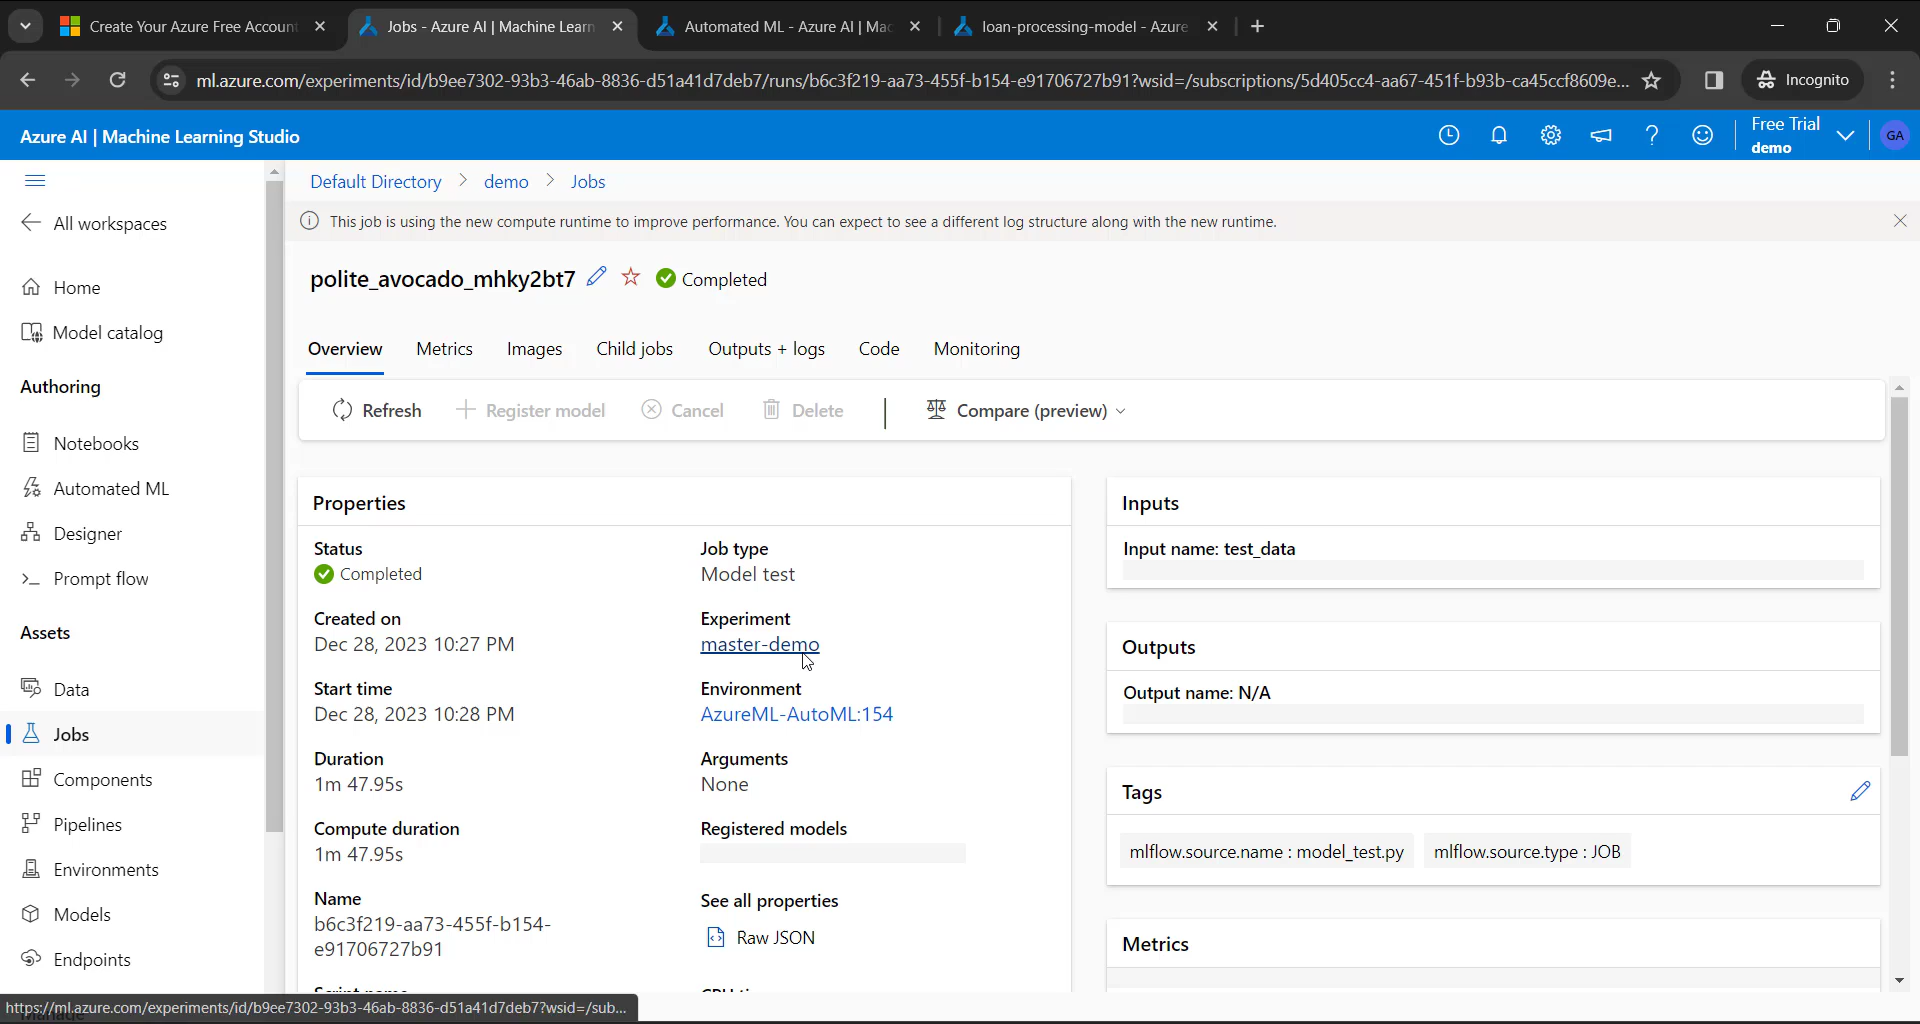 Create Your Azure Free Account
Jobs - Azure AI | Machine Learn
Automated ML - Azure AI | Mac
loan-processing-model - Azure
ml.azure.com/experiments/id/b9ee7302-93b3-46ab-8836-d51a41d7deb7/runs/b6c3f219-aa73-455f-b154-e91706727b91?wsid=/subscriptions/5d405cc4-aa67-451f-b93b-ca45ccf8609e...
Incognito
Azure AI | Machine Learning Studio
Free Trial
demo
GA
Default Directory > demo > Jobs
This job is using the new compute runtime to improve performance. You can expect to see a different log structure along with the new runtime.
All workspaces
Home
Model catalog
Authoring
Notebooks
Automated ML
Designer
Prompt flow
Assets
Data
Jobs
Components
Pipelines
Environments
Models
Endpoints
Manage
polite_avocado_mhky2bt7
Completed
Overview
Metrics
Images
Child jobs
Outputs + logs
Code
Monitoring
Refresh
Register model
Cancel
Delete
Compare (preview)
Properties
Status
Completed
Created on
Dec 28, 2023 10:27 PM
Start time
Dec 28, 2023 10:28 PM
Duration
1m 47.95s
Compute duration
1m 47.95s
Name
b6c3f219-aa73-455f-b154-
e91706727b91
Script name
Job type
Model test
Experiment
master-demo
Environment
AzureML-AutoML:154
Arguments
None
Registered models
See all properties
Raw JSON
Inputs
Input name: test_data
Outputs
Output name: N/A
Tags
mlflow.source.name : model_test.py
mlflow.source.type : JOB
Metrics
https://ml.azure.com/experiments/id/b9ee7302-93b3-46ab-8836-d51a41d7deb7?wsid=/sub...